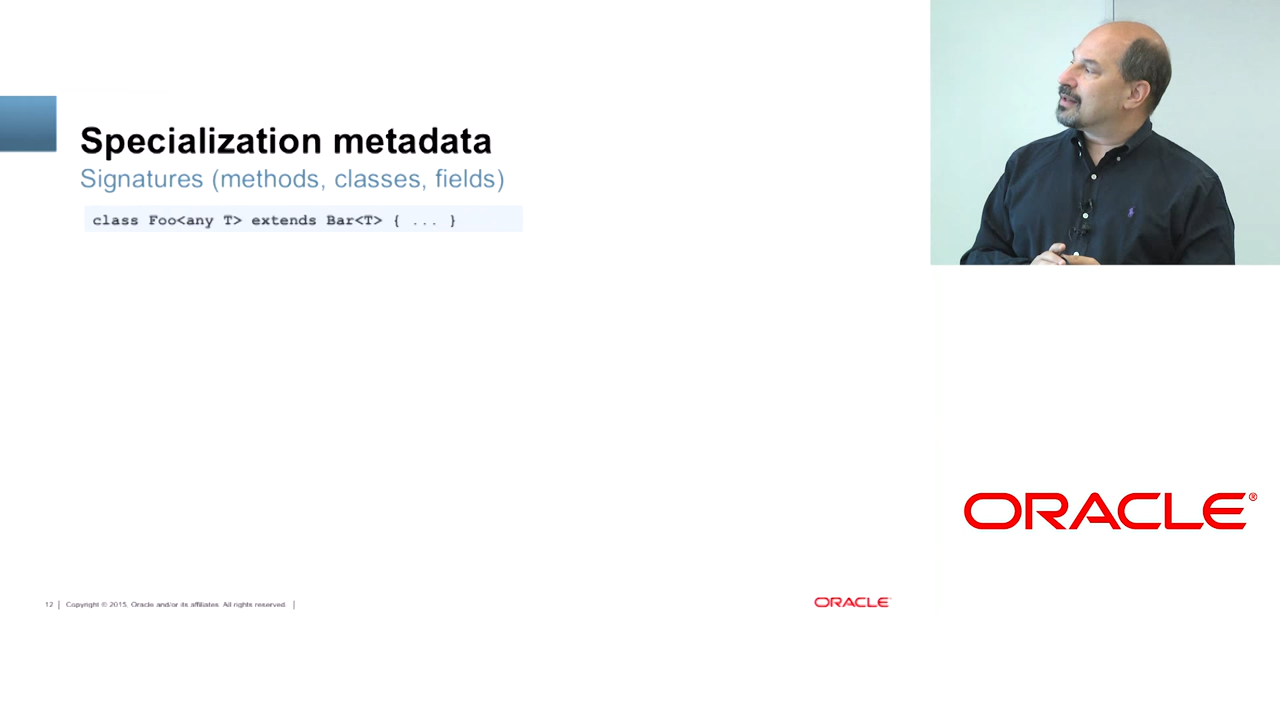 Specialization metadata
Signatures (methods, classes, fields)
class Foo<any T> extends Bar<T> { ... }
12 | Copyright © 2015, Oracle and/or its affiliates. All rights reserved. |
ORACLE
ORACLE®